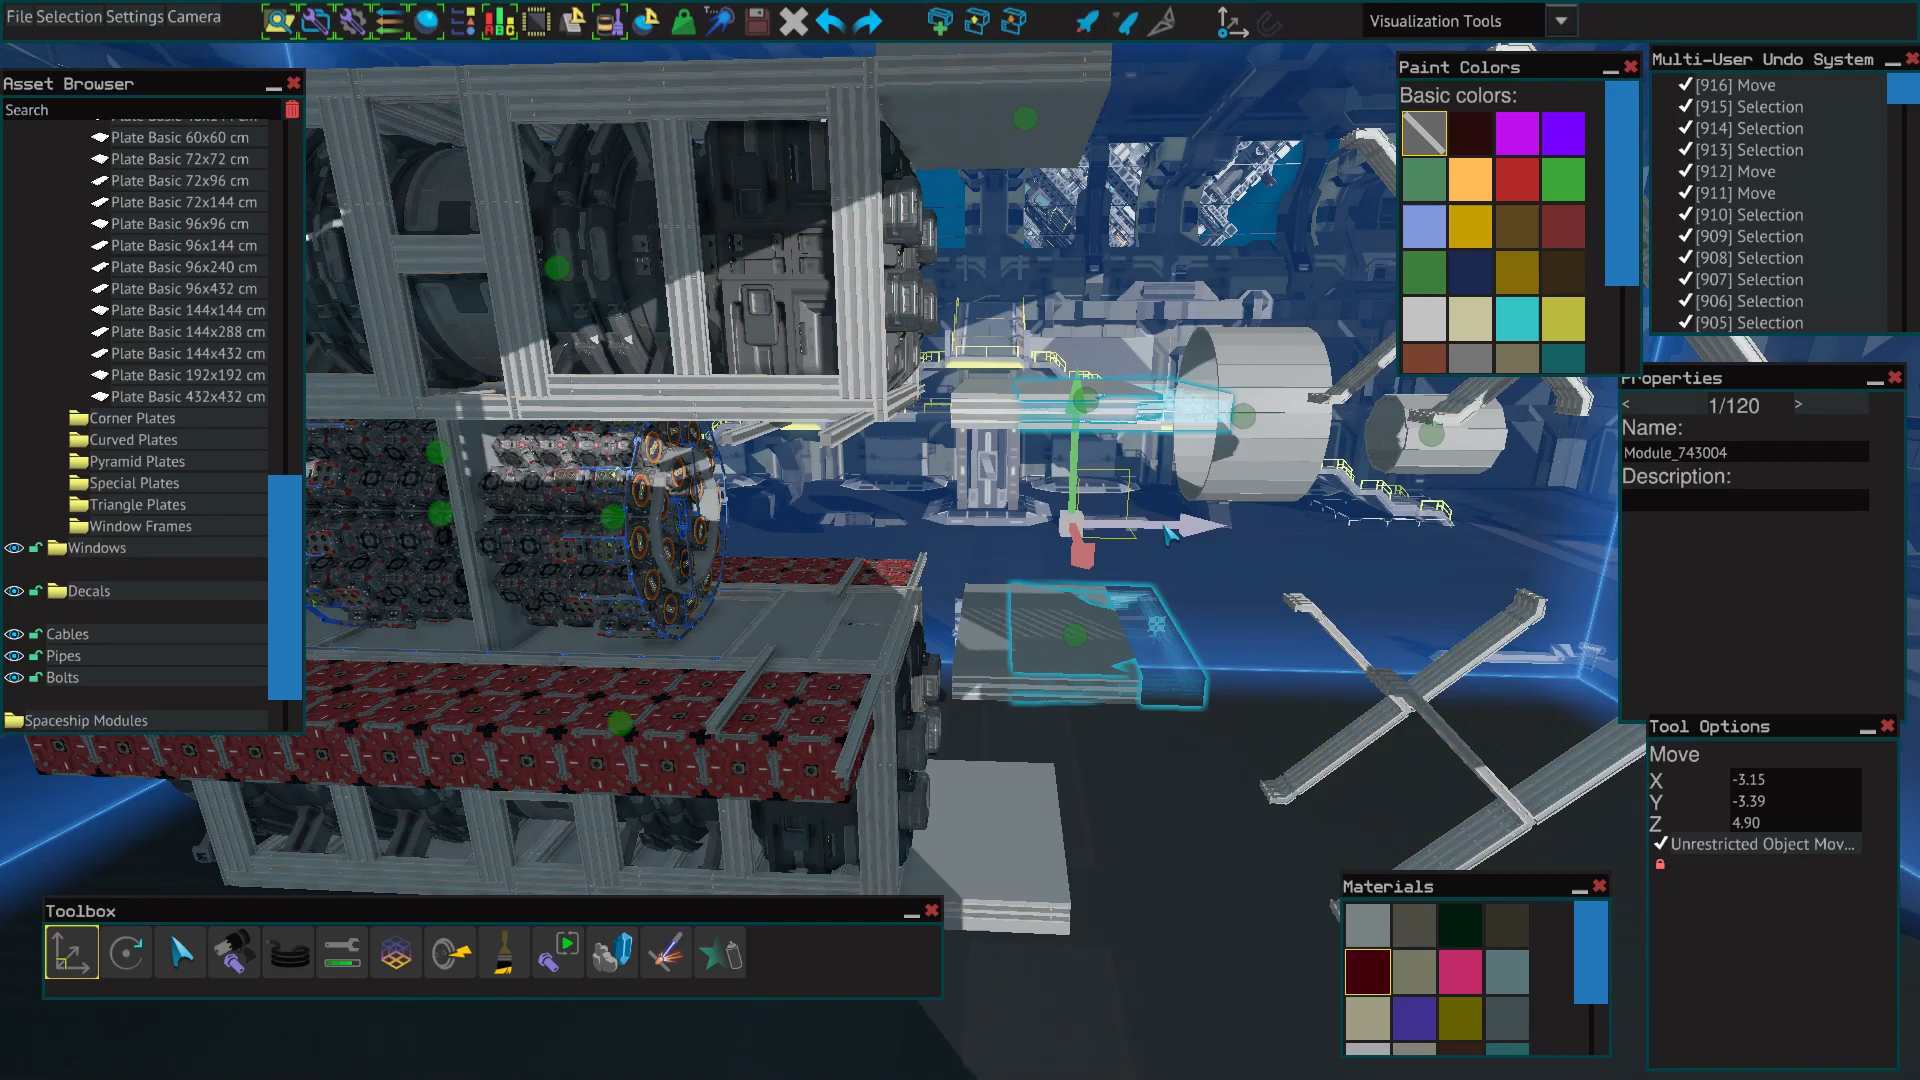 File Selection Settings Camera
Visualization Tools
Asset Browser
Search
Plate Basic 60x60 cm
Plate Basic 72x72 cm
Plate Basic 72x96 cm
Plate Basic 72x144 cm
Plate Basic 96x96 cm
Plate Basic 96x144 cm
Plate Basic 96x240 cm
Plate Basic 96x432 cm
Plate Basic 144x144 cm
Plate Basic 144x288 cm
Plate Basic 144x432 cm
Plate Basic 192x192 cm
Plate Basic 432x432 cm
Corner Plates
Curved Plates
Pyramid Plates
Special Plates
Triangle Plates
Window Frames
Windows
Decals
Cables
Pipes
Bolts
Spaceship Modules
Toolbox
Paint Colors
Basic colors:
Multi-User Undo System
[916] Move
[915] Selection
[914] Selection
[913] Selection
[912] Move
[911] Move
[910] Selection
[909] Selection
[908] Selection
[907] Selection
[906] Selection
[905] Selection
Properties
< 1/120 >
Name:
Module_743004
Description:
Tool Options
Move
X -3.15
Y -3.39
Z 4.90
Unrestricted Object Mov...
Materials